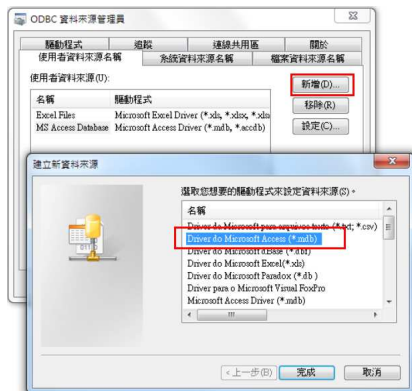 ODBC 資料來源管理員
驅動程式 追蹤 連線共用區 關於
使用者資料來源名稱 系統資料來源名稱 檔案資料來源名稱
使用者資料來源(U):
新增(D)...
移除(R)
設定(C)...
名稱 驅動程式
Excel Files Microsoft Excel Driver (*.xls, *.xlsx, *.xlsm
MS Access Database Microsoft Access Driver (*.mdb, *.accdb)
建立新資料來源
選取您想要的驅動程式來設定資料來源(S)。
名稱
Driver da Microsoft para arquivos texto (*.txt; *.csv)
Driver do Microsoft Access (*.mdb)
Driver do Microsoft dBase (*.dbf)
Driver do Microsoft Excel(*.xls)
Driver do Microsoft Paradox (*.db )
Driver para o Microsoft Visual FoxPro
Microsoft Access Driver (*.mdb)
<上一步(B) 完成 取消